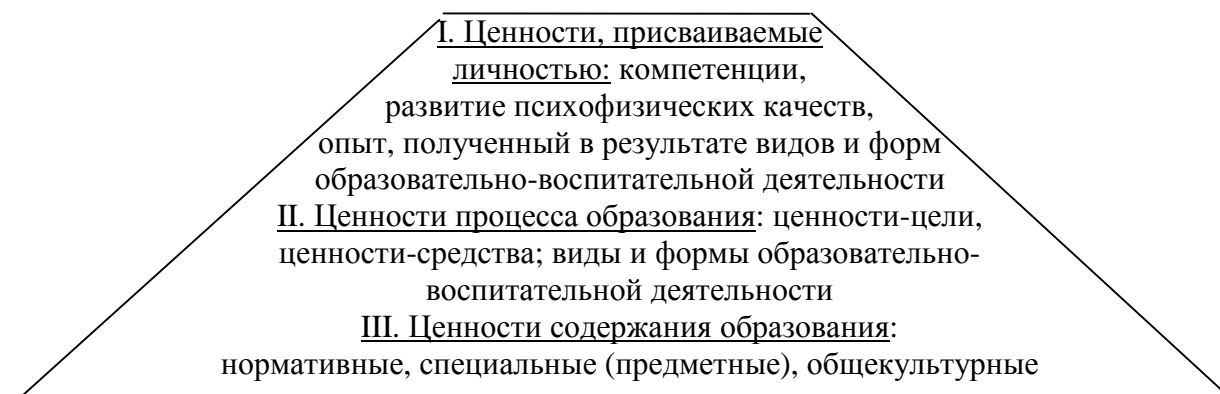 I. Ценности, присваиваемые
личностью: компетенции,
развитие психофизических качеств,
опыт, полученный в результате видов и форм
образовательно-воспитательной деятельности
II. Ценности процесса образования: ценности-цели,
ценности-средства; виды и формы образовательно-
воспитательной деятельности
III. Ценности содержания образования:
нормативные, специальные (предметные), общекультурные